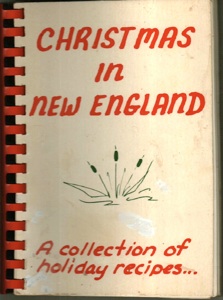 CHRISTMAS
IN
NEW ENGLAND
A collection of
holiday recipes...